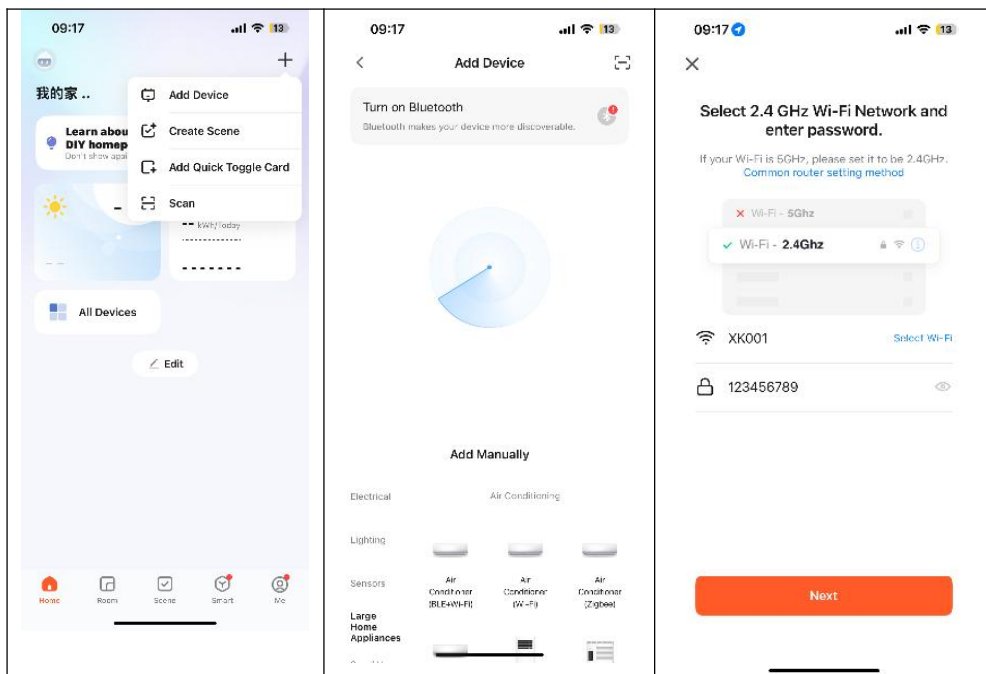 09:17
13
我的家 ..
Add Device
Create Scene
Add Quick Toggle Card
Scan
Learn abou
DIY homep
Don't show agai
kWh/Today
All Devices
Edit
Home
Room
Scene
Smart
Me
09:17
13
Add Device
Turn on Bluetooth
Bluetooth makes your device more discoverable.
Add Manually
Electrical
Air Conditioning
Lighting
Sensors
Air Conditioner (BLE+Wi-Fi)
Air Conditioner (Wi-Fi)
Air Conditioner (Zigbee)
Large
Home
Appliances
09:17
13
Select 2.4 GHz Wi-Fi Network and
enter password.
If your Wi-Fi is 5GHz, please set it to be 2.4GHz.
Common router setting method
Wi-Fi - 5Ghz
Wi-Fi - 2.4Ghz
XK001
Select Wi-Fi
123456789
Next